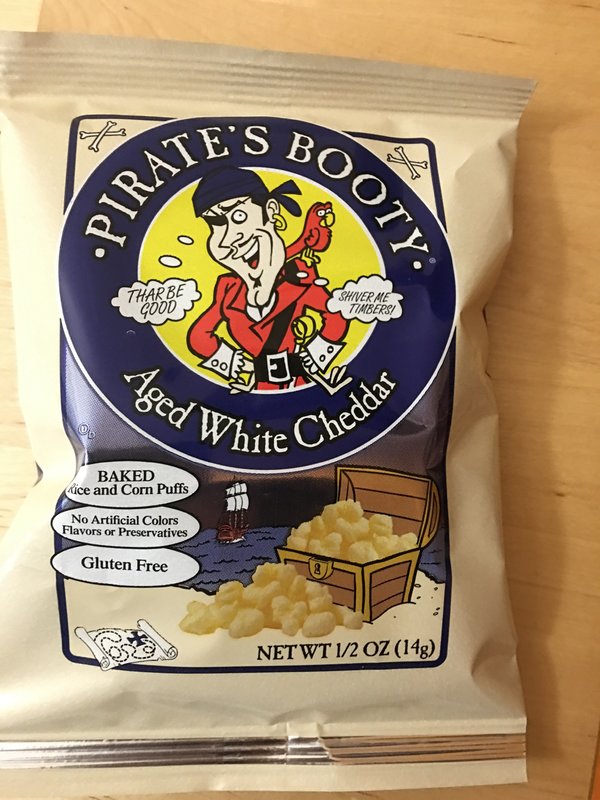 PIRATE'S BOOTY
THAR BE
GOOD
SHIVER ME
TIMBERS!
Aged White Cheddar
BAKED
Rice and Corn Puffs
No Artificial Colors
Flavors or Preservatives
Gluten Free
NET WT 1/2 OZ (14g)